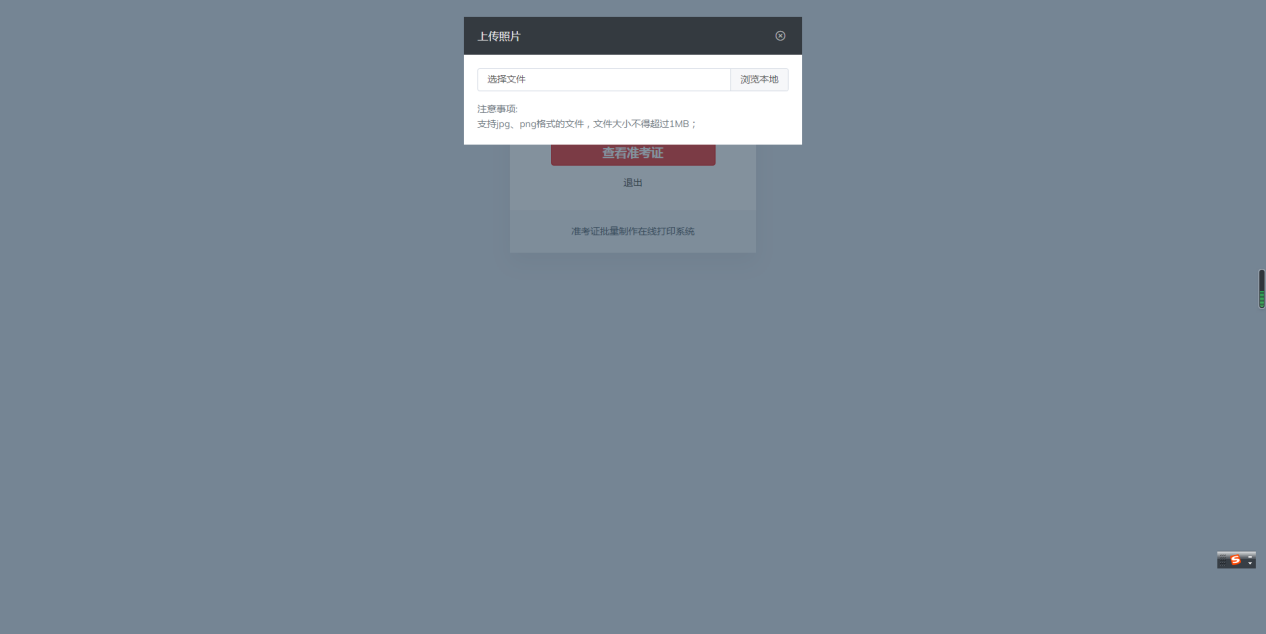 上传照片
选择文件
浏览本地
注意事项:
支持jpg、png格式的文件，文件大小不得超过1MB；
查看准考证
退出
准考证批量制作在线打印系统